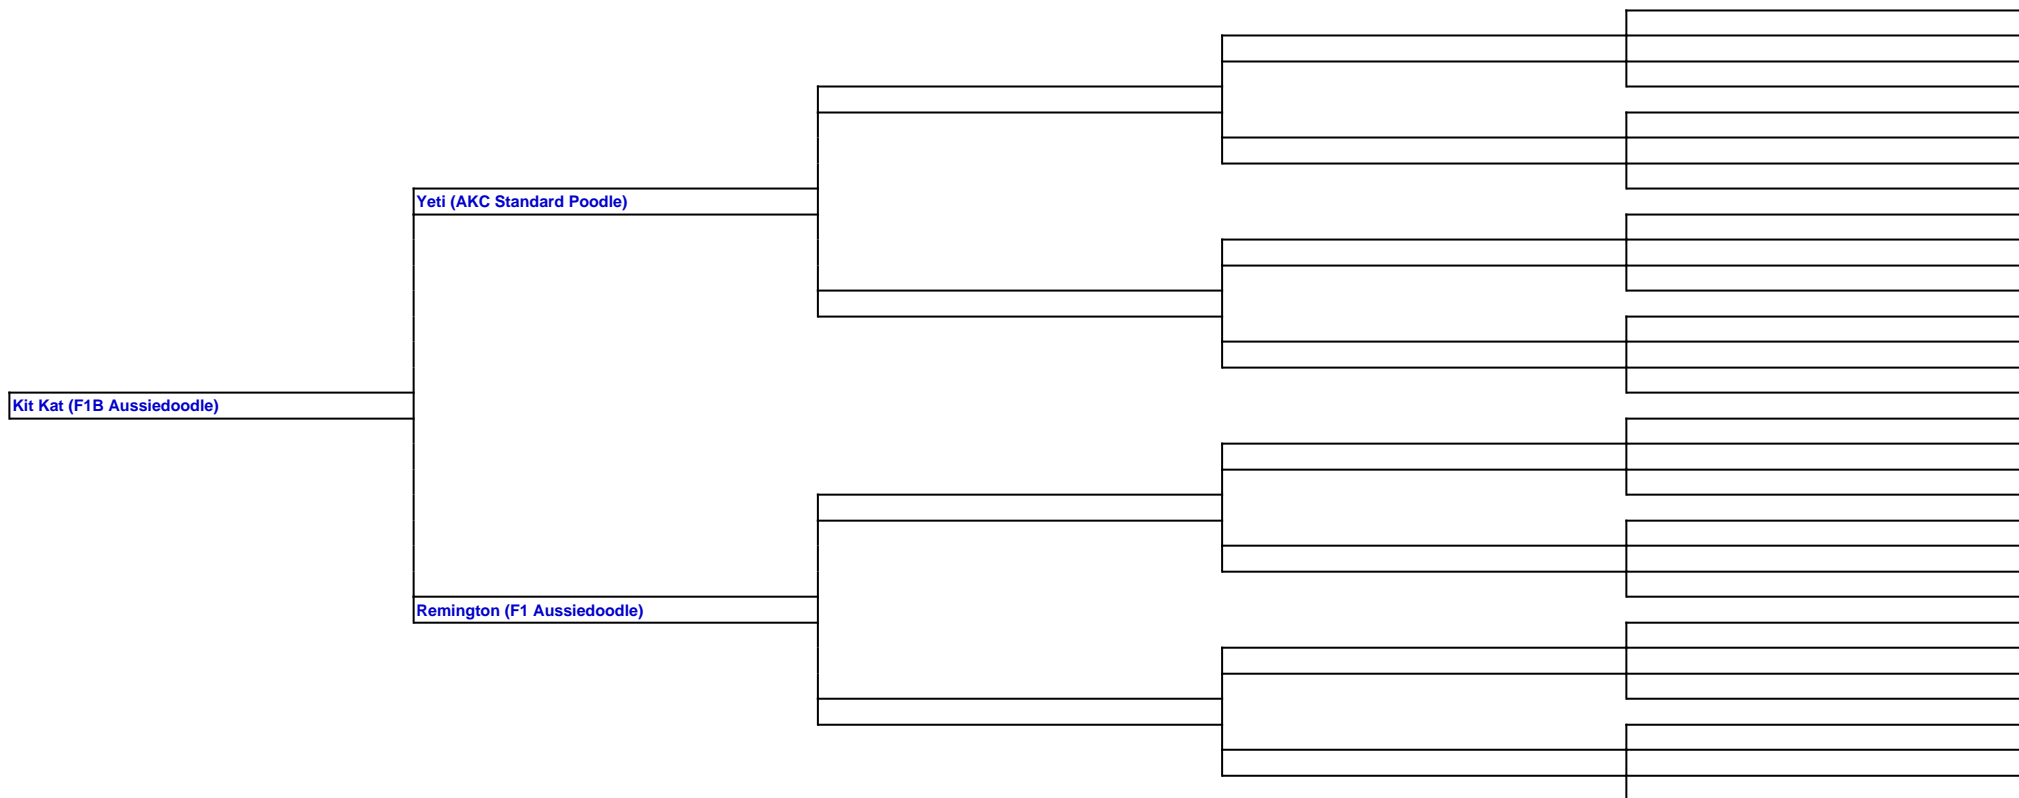 Yeti (AKC Standard Poodle)
Kit Kat (F1B Aussiedoodle)
Remington (F1 Aussiedoodle)